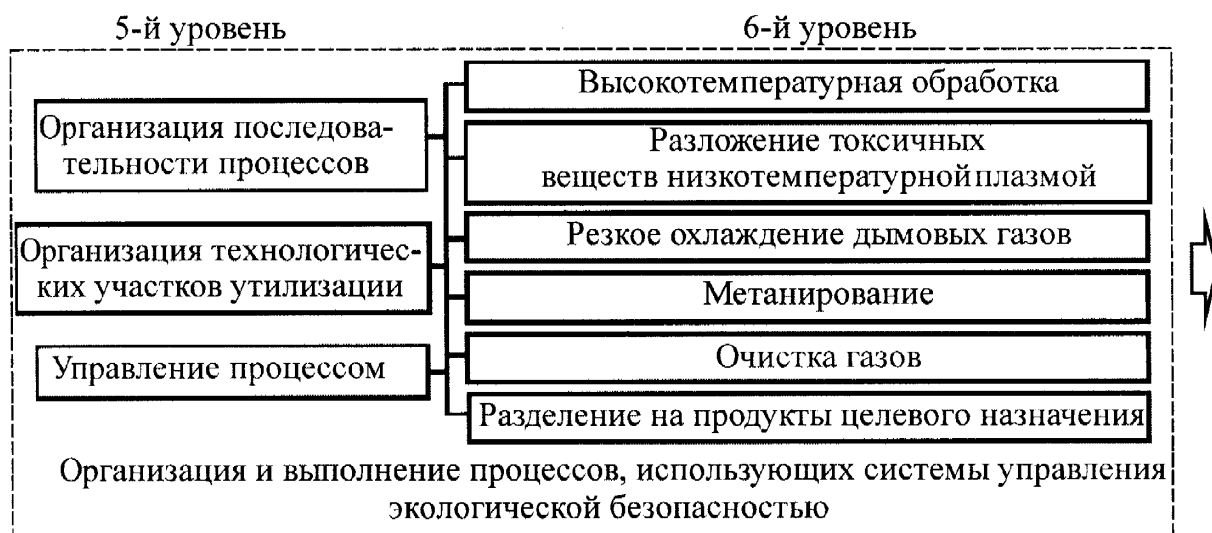 5-й уровень
6-й уровень
Организация последова-
тельности процессов
Организация технологичес-
ких участков утилизации
Управление процессом
Высокотемпературная обработка
Разложение токсичных
веществ низкотемпературной плазмой
Резкое охлаждение дымовых газов
Метанирование
Очистка газов
Разделение на продукты целевого назначения
Организация и выполнение процессов, использующих системы управления
экологической безопасностью